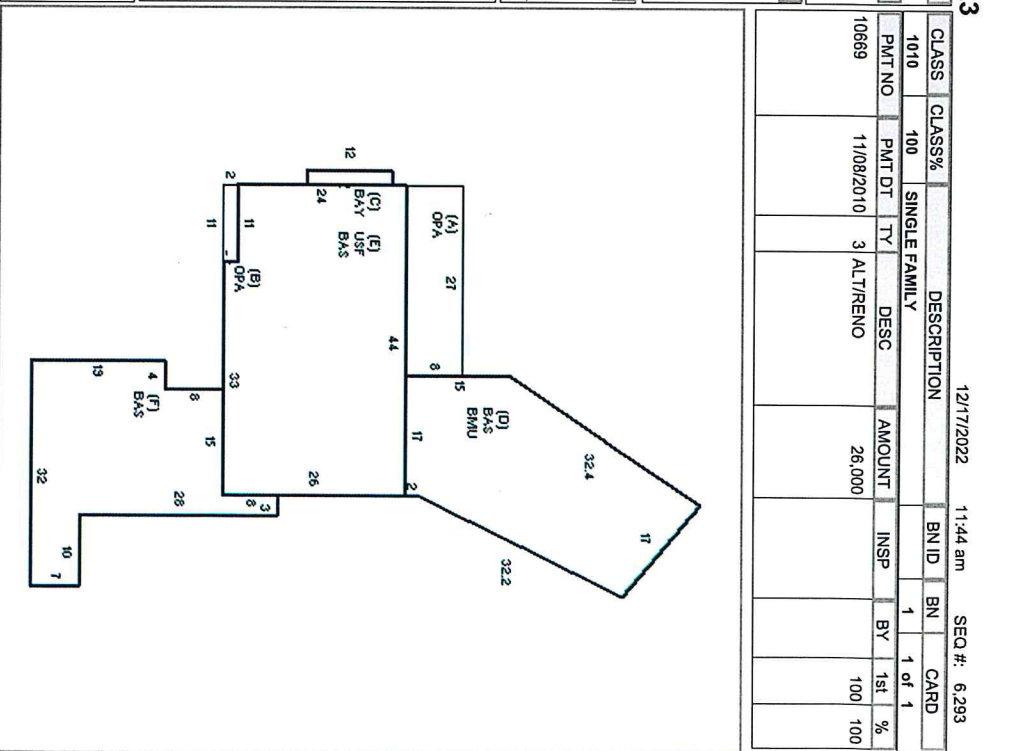 3
12/17/2022 11:44 am SEQ #: 6,293
CLASS CLASS% DESCRIPTION BN ID BN CARD
1010 100 SINGLE FAMILY 1 1 of 1
PMT NO PMT DT TY DESC AMOUNT INSP BY 1st %
10669 11/08/2010 3 ALT/RENO 26,000 100 100
17
32.4
32.2
(D)
BAS
BMU
15
(A)
OPA
27
8
17
2
44
(C)
BAY
(E)
USF
BAS
12
24
26
3
8
(B)
OPA
11
2
11
33
15
8
28
4
(F)
BAS
19
10
7
32